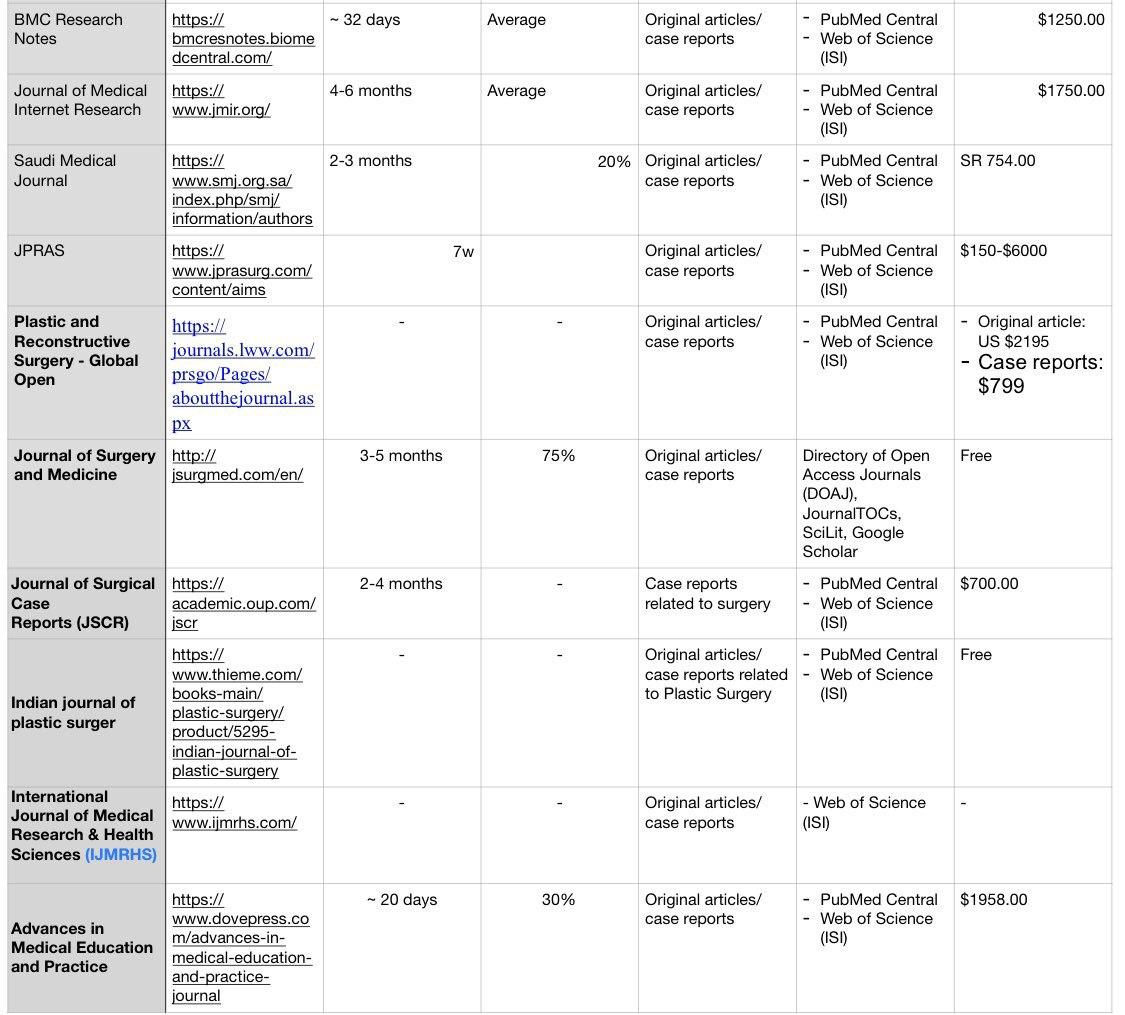 BMC Research
Notes
https://
bmcresnotes.biome
dcentral.com/
~ 32 days
Average
Original articles/
case reports
- PubMed Central
- Web of Science
(ISI)
$1250.00
Journal of Medical
Internet Research
https://
www.jmir.org/
4-6 months
Average
Original articles/
case reports
- PubMed Central
- Web of Science
(ISI)
$1750.00
Saudi Medical
Journal
https://
www.smj.org.sa/
index.php/smj/
information/authors
2-3 months
20%
Original articles/
case reports
- PubMed Central
- Web of Science
(ISI)
SR 754.00
JPRAS
https://
www.jprasurg.com/
content/aims
7w
Original articles/
case reports
- PubMed Central
- Web of Science
(ISI)
$150-$6000
Plastic and
Reconstructive
Surgery - Global
Open
https://
journals.lww.com/
prsgo/Pages/
aboutthejournal.as
px
-
-
Original articles/
case reports
- PubMed Central
- Web of Science
(ISI)
- Original article:
US $2195
- Case reports:
$799
Journal of Surgery
and Medicine
http://
jsurgmed.com/en/
3-5 months
75%
Original articles/
case reports
Directory of Open
Access Journals
(DOAJ),
JournalTOCs,
SciLit, Google
Scholar
Free
Journal of Surgical
Case
Reports (JSCR)
https://
academic.oup.com/
jscr
2-4 months
-
Case reports
related to surgery
- PubMed Central
- Web of Science
(ISI)
$700.00
Indian journal of
plastic surger
https://
www.thieme.com/
books-main/
plastic-surgery/
product/5295-
indian-journal-of-
plastic-surgery
-
-
Original articles/
case reports related
to Plastic Surgery
- PubMed Central
- Web of Science
(ISI)
Free
International
Journal of Medical
Research & Health
Sciences (IJMRHS)
https://
www.ijmrhs.com/
-
-
Original articles/
case reports
- Web of Science
(ISI)
-
Advances in
Medical Education
and Practice
https://
www.dovepress.co
m/advances-in-
medical-education-
and-practice-
journal
~ 20 days
30%
Original articles/
case reports
- PubMed Central
- Web of Science
(ISI)
$1958.00